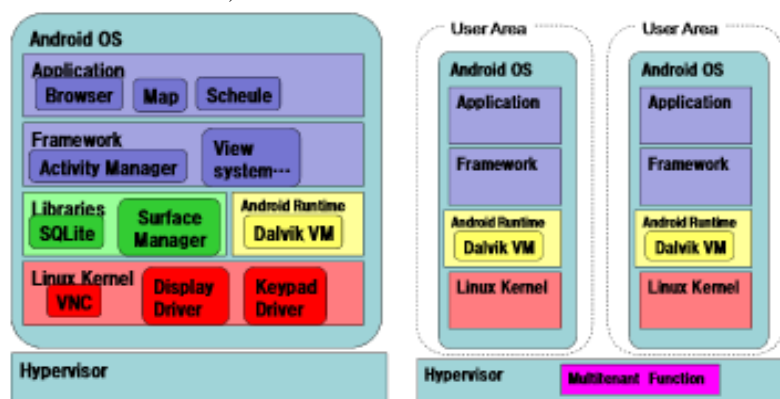 Android OS
Application
Browser
Map
Scheule
Framework
Activity Manager
View
system…
Libraries
SQLite
Surface
Manager
Android Runtime
Dalvik VM
Linux Kernel
VNC
Display
Driver
Keypad
Driver
Hypervisor
User Area
Android OS
Application
Framework
Android Runtime
Dalvik VM
Linux Kernel
User Area
Android OS
Application
Framework
Android Runtime
Dalvik VM
Linux Kernel
Hypervisor
Multitenant Function